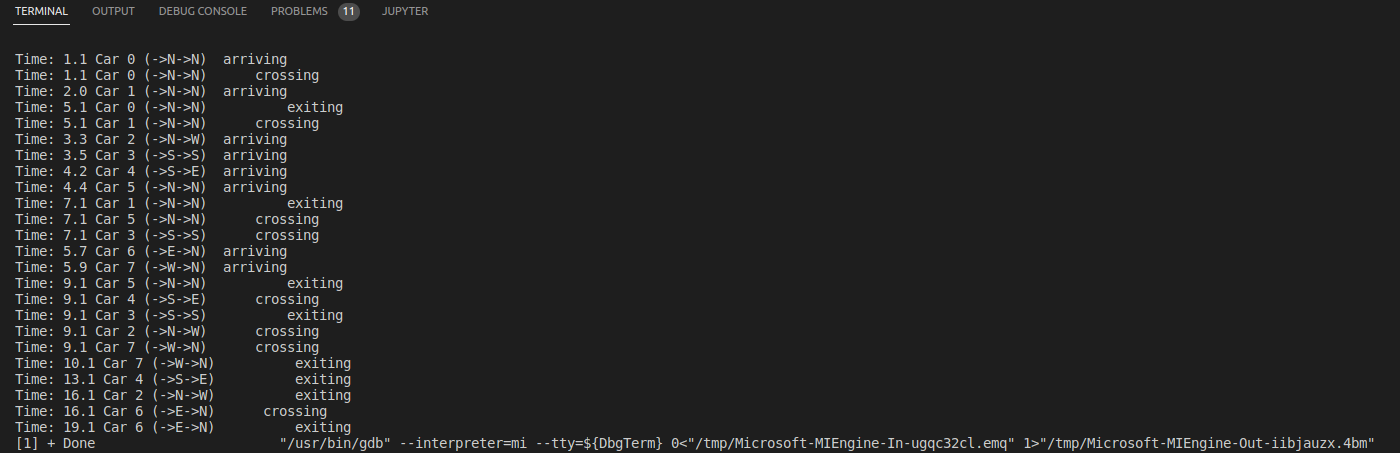 TERMINAL OUTPUT DEBUG CONSOLE PROBLEMS 11 JUPYTER
Time: 1.1 Car 0 (->N->N)  arriving
Time: 1.1 Car 0 (->N->N)      crossing
Time: 2.0 Car 1 (->N->N)  arriving
Time: 5.1 Car 0 (->N->N)          exiting
Time: 5.1 Car 1 (->N->N)      crossing
Time: 3.3 Car 2 (->N->W)  arriving
Time: 3.5 Car 3 (->S->S)  arriving
Time: 4.2 Car 4 (->S->E)  arriving
Time: 4.4 Car 5 (->N->N)  arriving
Time: 7.1 Car 1 (->N->N)          exiting
Time: 7.1 Car 5 (->N->N)      crossing
Time: 7.1 Car 3 (->S->S)      crossing
Time: 5.7 Car 6 (->E->N)  arriving
Time: 5.9 Car 7 (->W->N)  arriving
Time: 9.1 Car 5 (->N->N)          exiting
Time: 9.1 Car 4 (->S->E)      crossing
Time: 9.1 Car 3 (->S->S)          exiting
Time: 9.1 Car 2 (->N->W)      crossing
Time: 9.1 Car 7 (->W->N)      crossing
Time: 10.1 Car 7 (->W->N)          exiting
Time: 13.1 Car 4 (->S->E)          exiting
Time: 16.1 Car 2 (->N->W)          exiting
Time: 16.1 Car 6 (->E->N)      crossing
Time: 19.1 Car 6 (->E->N)          exiting
[1] + Done                       "/usr/bin/gdb" --interpreter=mi --tty=${DbgTerm} 0<"/tmp/Microsoft-MIEngine-In-ugqc32cl.emq" 1>"/tmp/Microsoft-MIEngine-Out-iibjauzx.4bm"